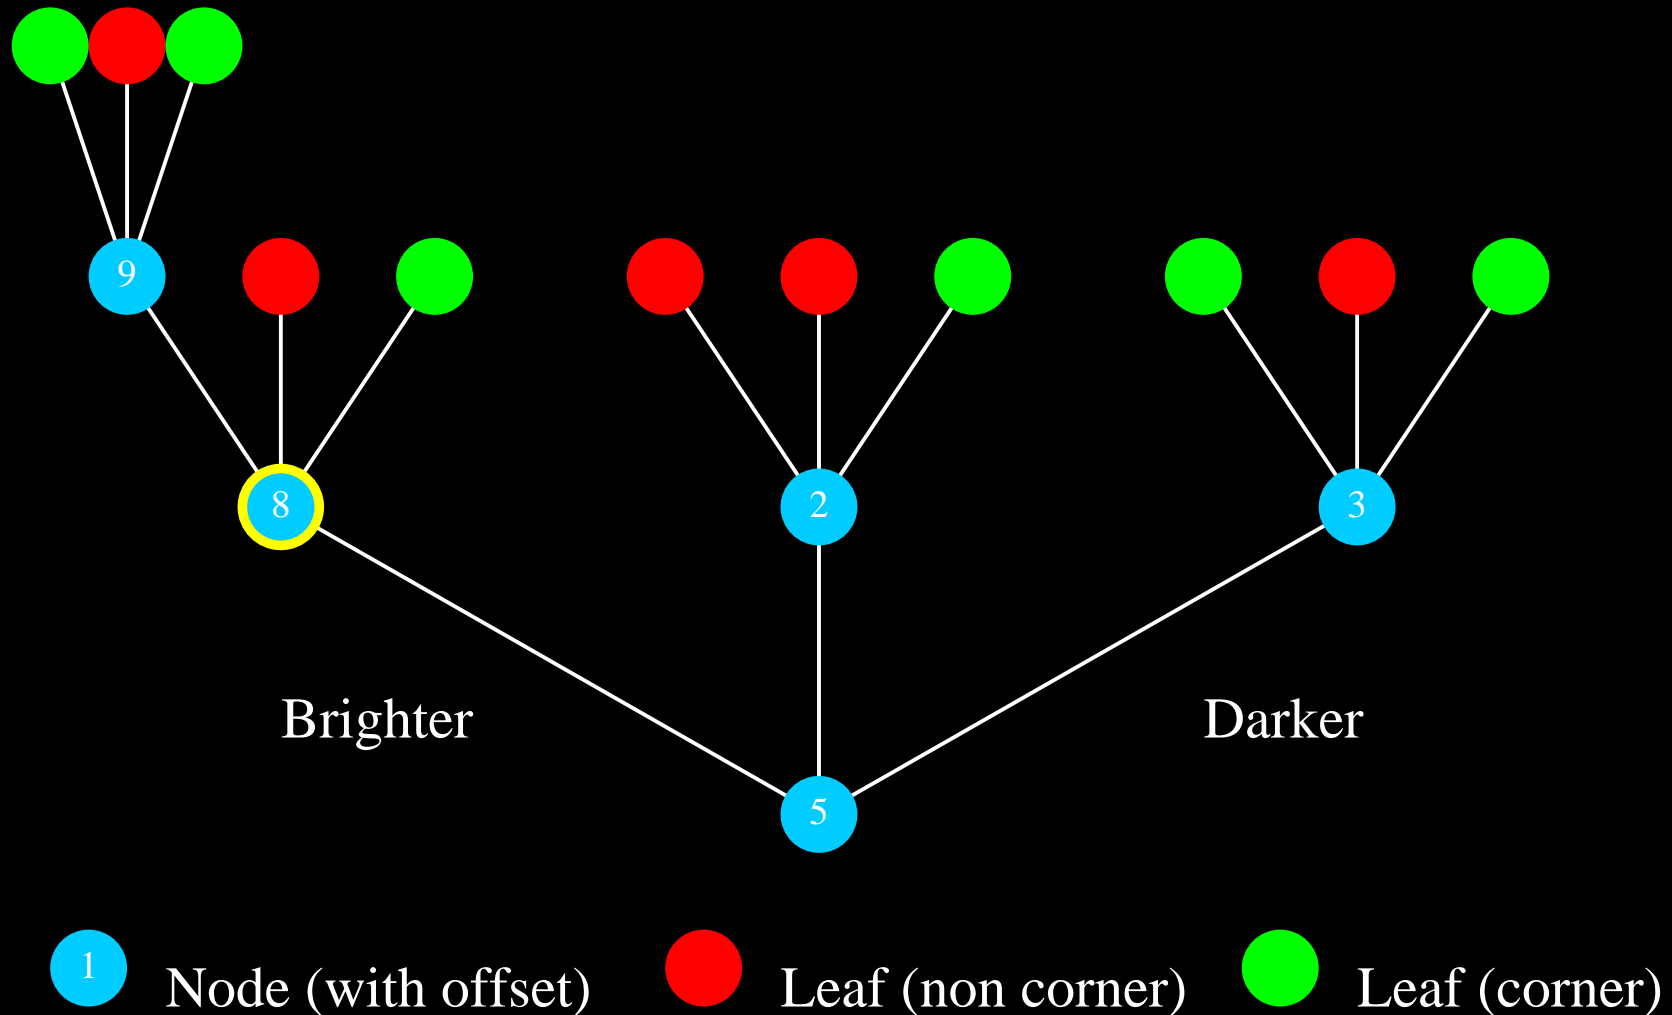 9
8
2
3
Brighter
Darker
5
1 Node (with offset) Leaf (non corner) Leaf (corner)